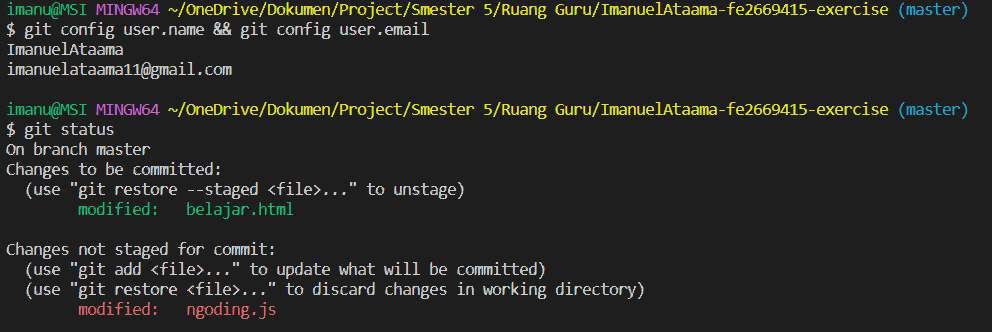 imanu@MSI MINGW64 ~/OneDrive/Dokumen/Project/Smester 5/Ruang Guru/ImanuelAtaama-fe2669415-exercise (master)
$ git config user.name && git config user.email
ImanuelAtaama
imanuelataama11@gmail.com

imanu@MSI MINGW64 ~/OneDrive/Dokumen/Project/Smester 5/Ruang Guru/ImanuelAtaama-fe2669415-exercise (master)
$ git status
On branch master
Changes to be committed:
  (use "git restore --staged <file>..." to unstage)
        modified:   belajar.html

Changes not staged for commit:
  (use "git add <file>..." to update what will be committed)
  (use "git restore <file>..." to discard changes in working directory)
        modified:   ngoding.js